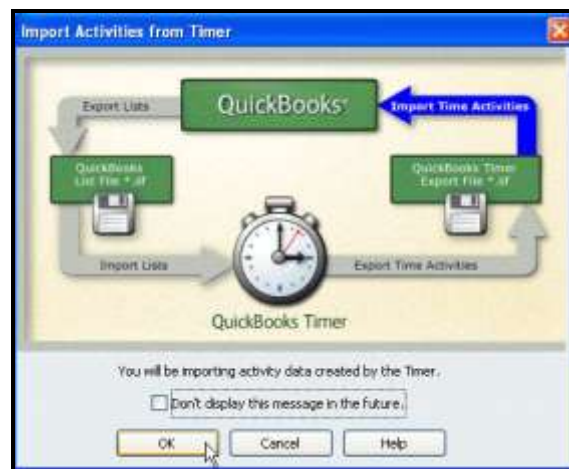 Import Activities from Timer
Export Lists
QuickBooks
Import Time Activities
QuickBooks
List File *.iif
QuickBooks Timer
Export File *.iif
Import Lists
Export Time Activities
QuickBooks Timer
You will be importing activity data created by the Timer.
Don't display this message in the future.
OK
Cancel
Help